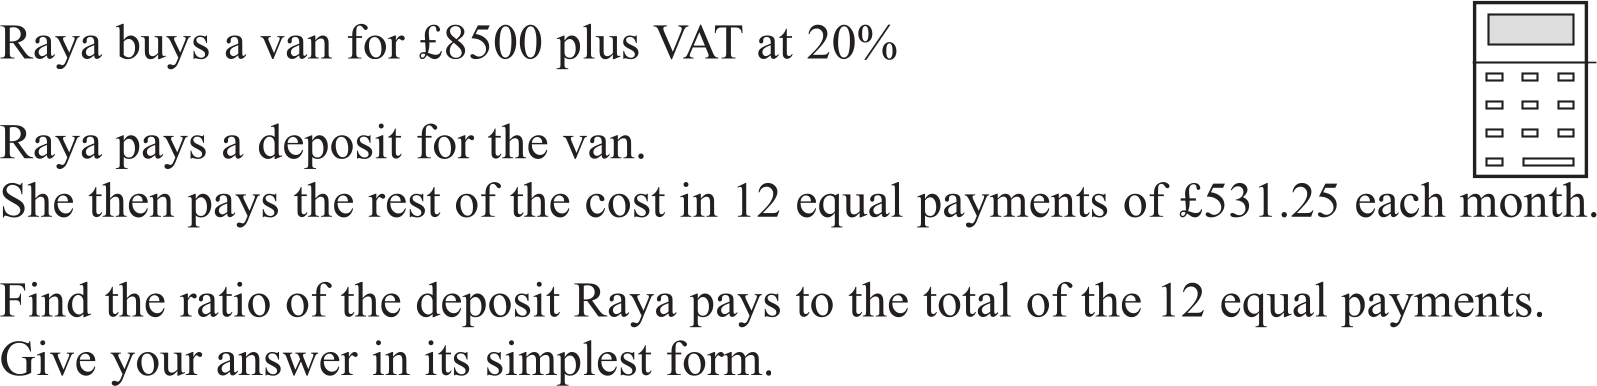 Raya buys a van for £8500 plus VAT at 20%
Raya pays a deposit for the van.
She then pays the rest of the cost in 12 equal payments of £531.25 each month.
Find the ratio of the deposit Raya pays to the total of the 12 equal payments.
Give your answer in its simplest form.